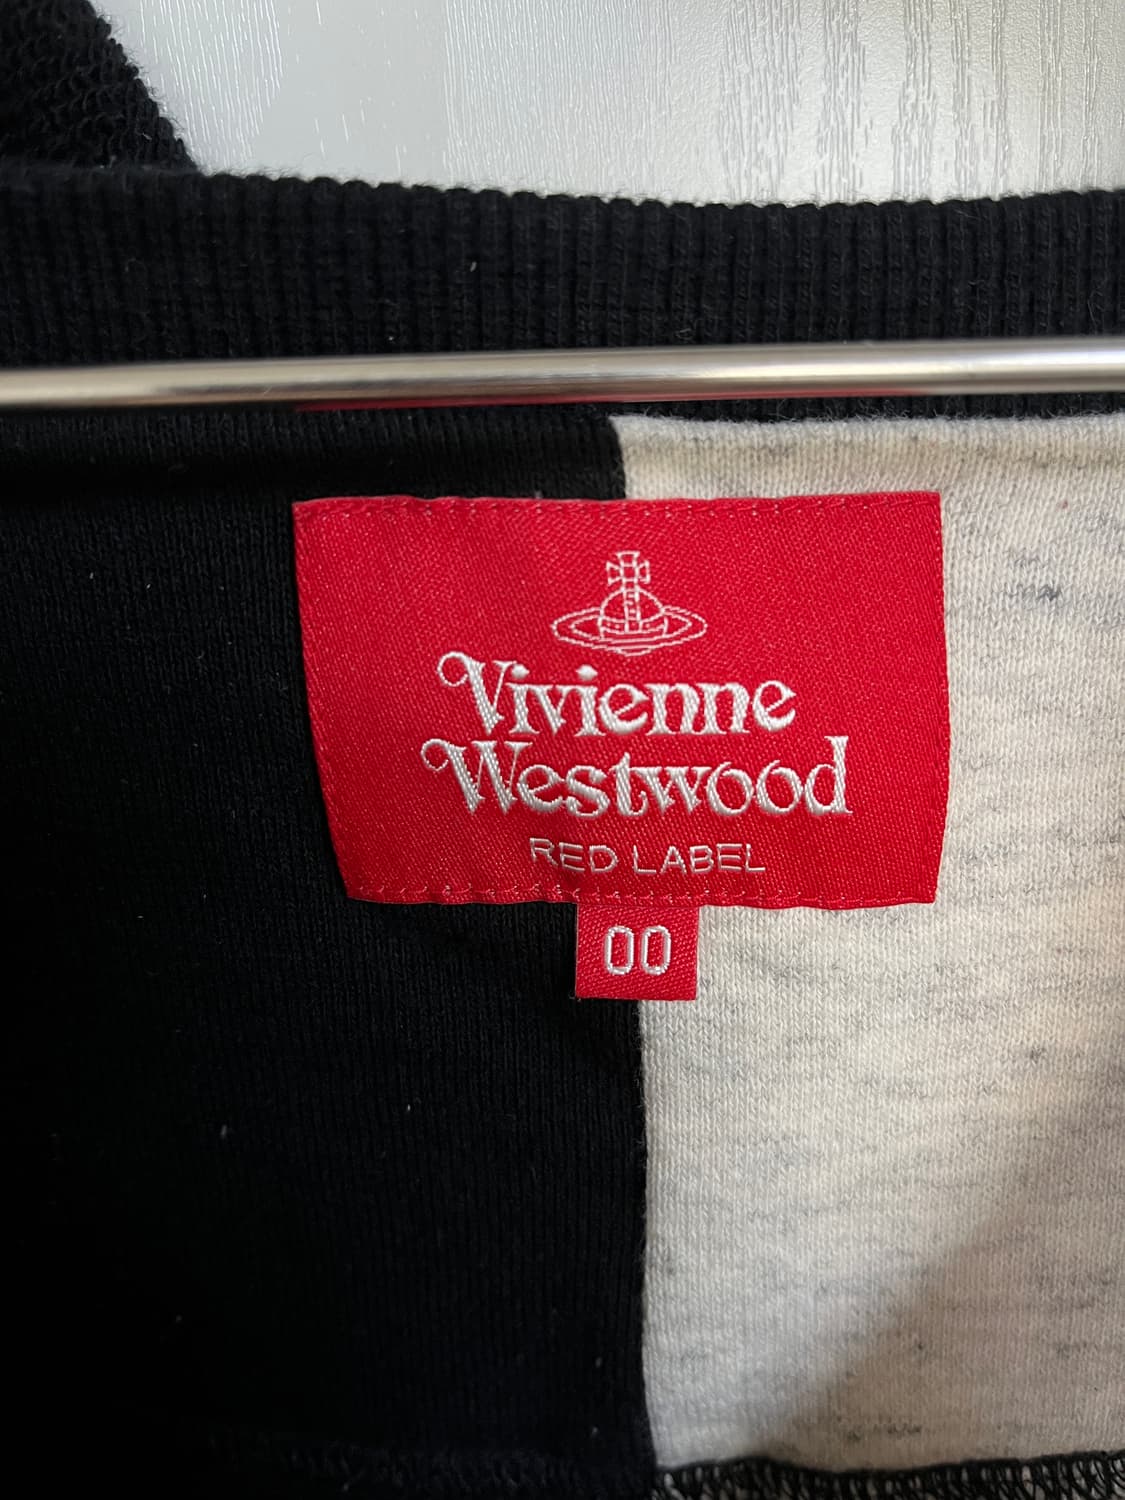 Vivienne
Westwood
RED LABEL
00